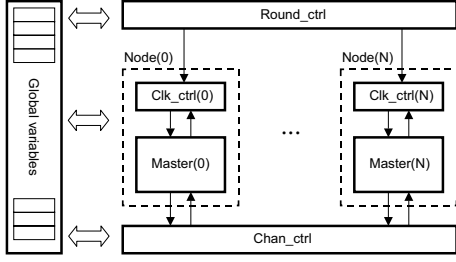 Round_ctrl
Global variables
Node(0)
Node(N)
Clk_ctrl(0)
Clk_ctrl(N)
...
Master(0)
Master(N)
Chan_ctrl